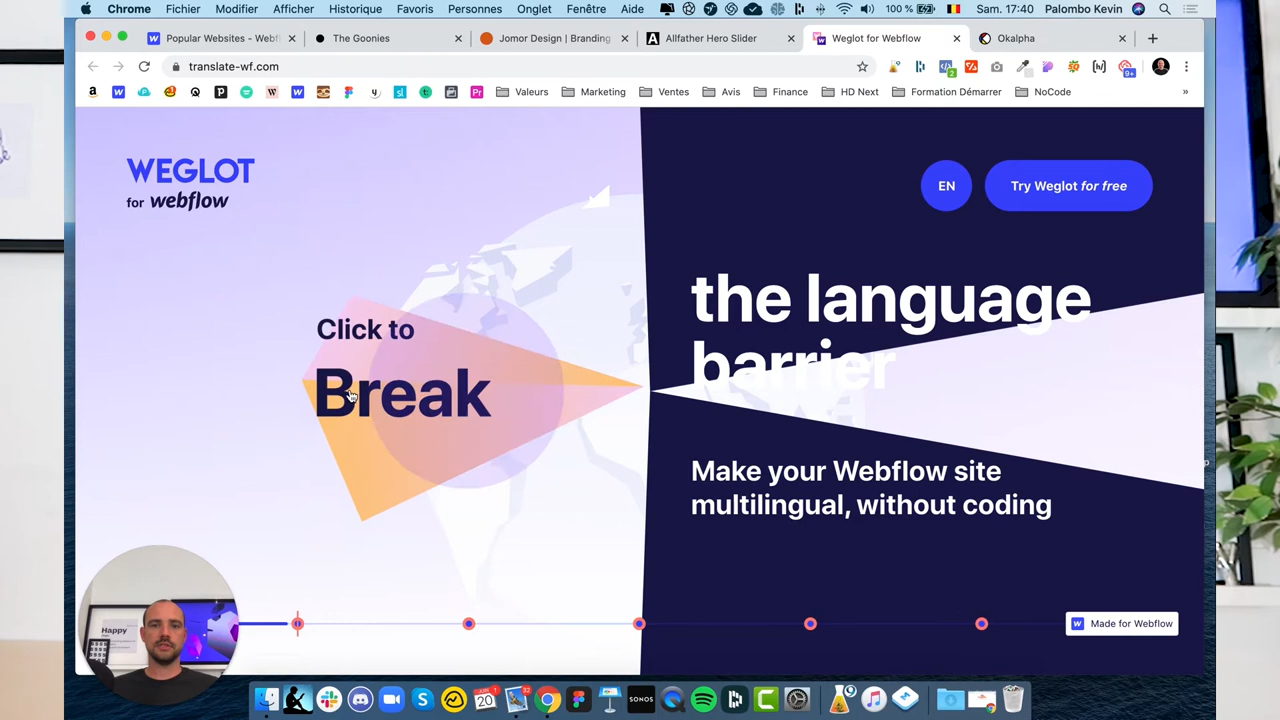 Chrome Fichier Modifier Afficher Historique Favoris Personnes Onglet Fenêtre Aide 100 % Sam. 17:40 Palombo Kevin
Popular Websites - Webf The Goonies Jomor Design | Branding Allfather Hero Slider Weglot for Webflow Okalpha
translate-wf.com
Valeurs Marketing Ventes Avis Finance HD Next Formation Démarrer NoCode »
WEGLOT
for webflow
EN
Try Weglot for free
the language
barrier
Click to
Break
Make your Webflow site
multilingual, without coding
Made for Webflow
Happy
SONOS